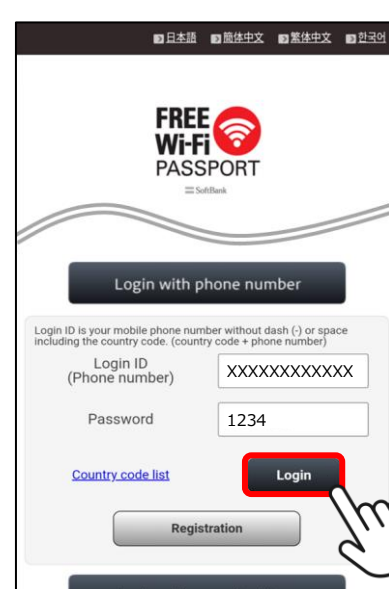 日本語 簡体中文 繁体中文 한국어
FREE
Wi-Fi
PASSPORT
SoftBank
Login with phone number
Login ID is your mobile phone number without dash (-) or space
including the country code. (country code + phone number)
Login ID
(Phone number)
XXXXXXXXXXXX
Password
1234
Country code list
Login
Registration